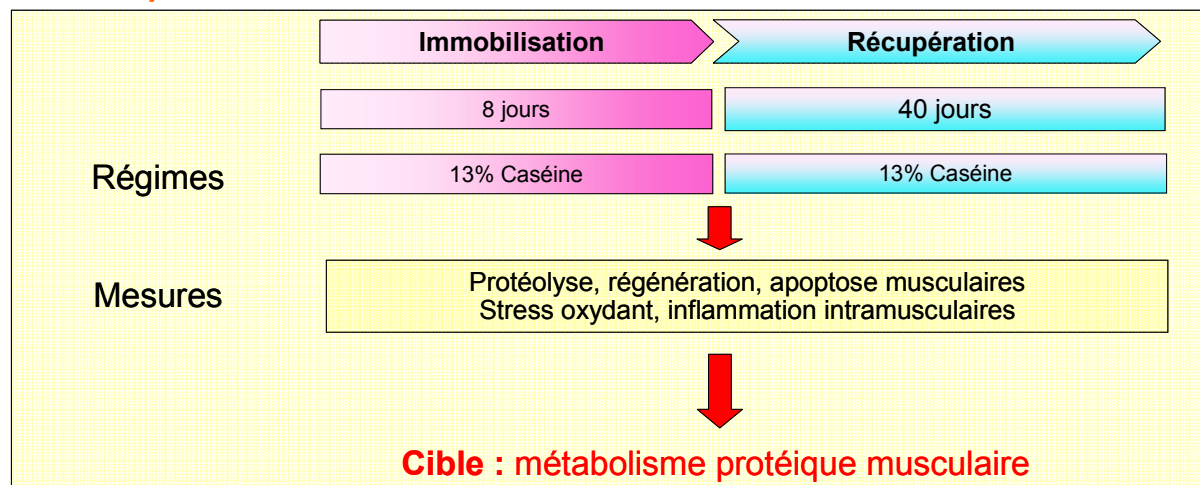 Immobilisation
Récupération
8 jours
40 jours
Régimes
13% Caséine
13% Caséine
Mesures
Protéolyse, régénération, apoptose musculaires
Stress oxydant, inflammation intramusculaires
Cible : métabolisme protéique musculaire